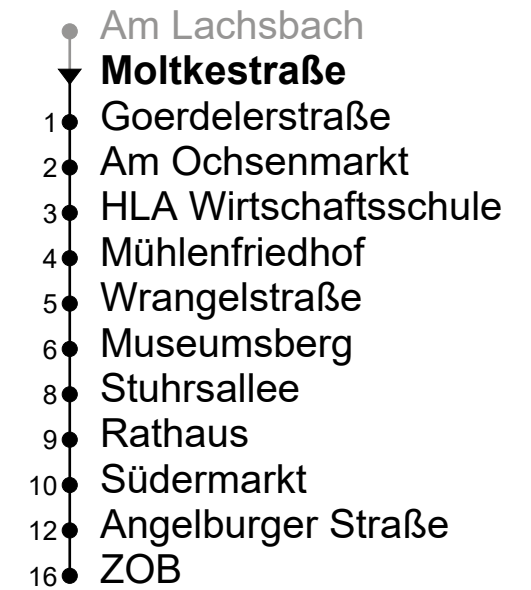 Am Lachsbach
Moltkestraße
1 Goerdelerstraße
2 Am Ochsenmarkt
3 HLA Wirtschaftsschule
4 Mühlenfriedhof
5 Wrangelstraße
6 Museumsberg
8 Stuhrsallee
9 Rathaus
10 Südermarkt
12 Angelburger Straße
16 ZOB